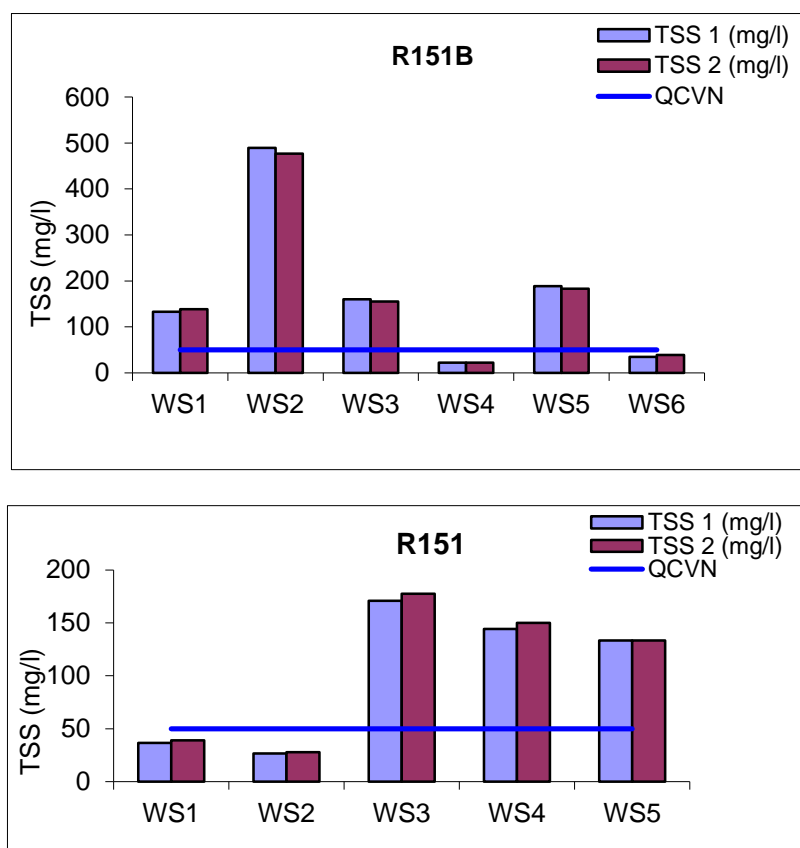 R151B
TSS 1 (mg/l)
TSS 2 (mg/l)
QCVN
TSS (mg/l)
600
500
400
300
200
100
0
WS1 WS2 WS3 WS4 WS5 WS6
R151
TSS 1 (mg/l)
TSS 2 (mg/l)
QCVN
TSS (mg/l)
200
150
100
50
0
WS1 WS2 WS3 WS4 WS5